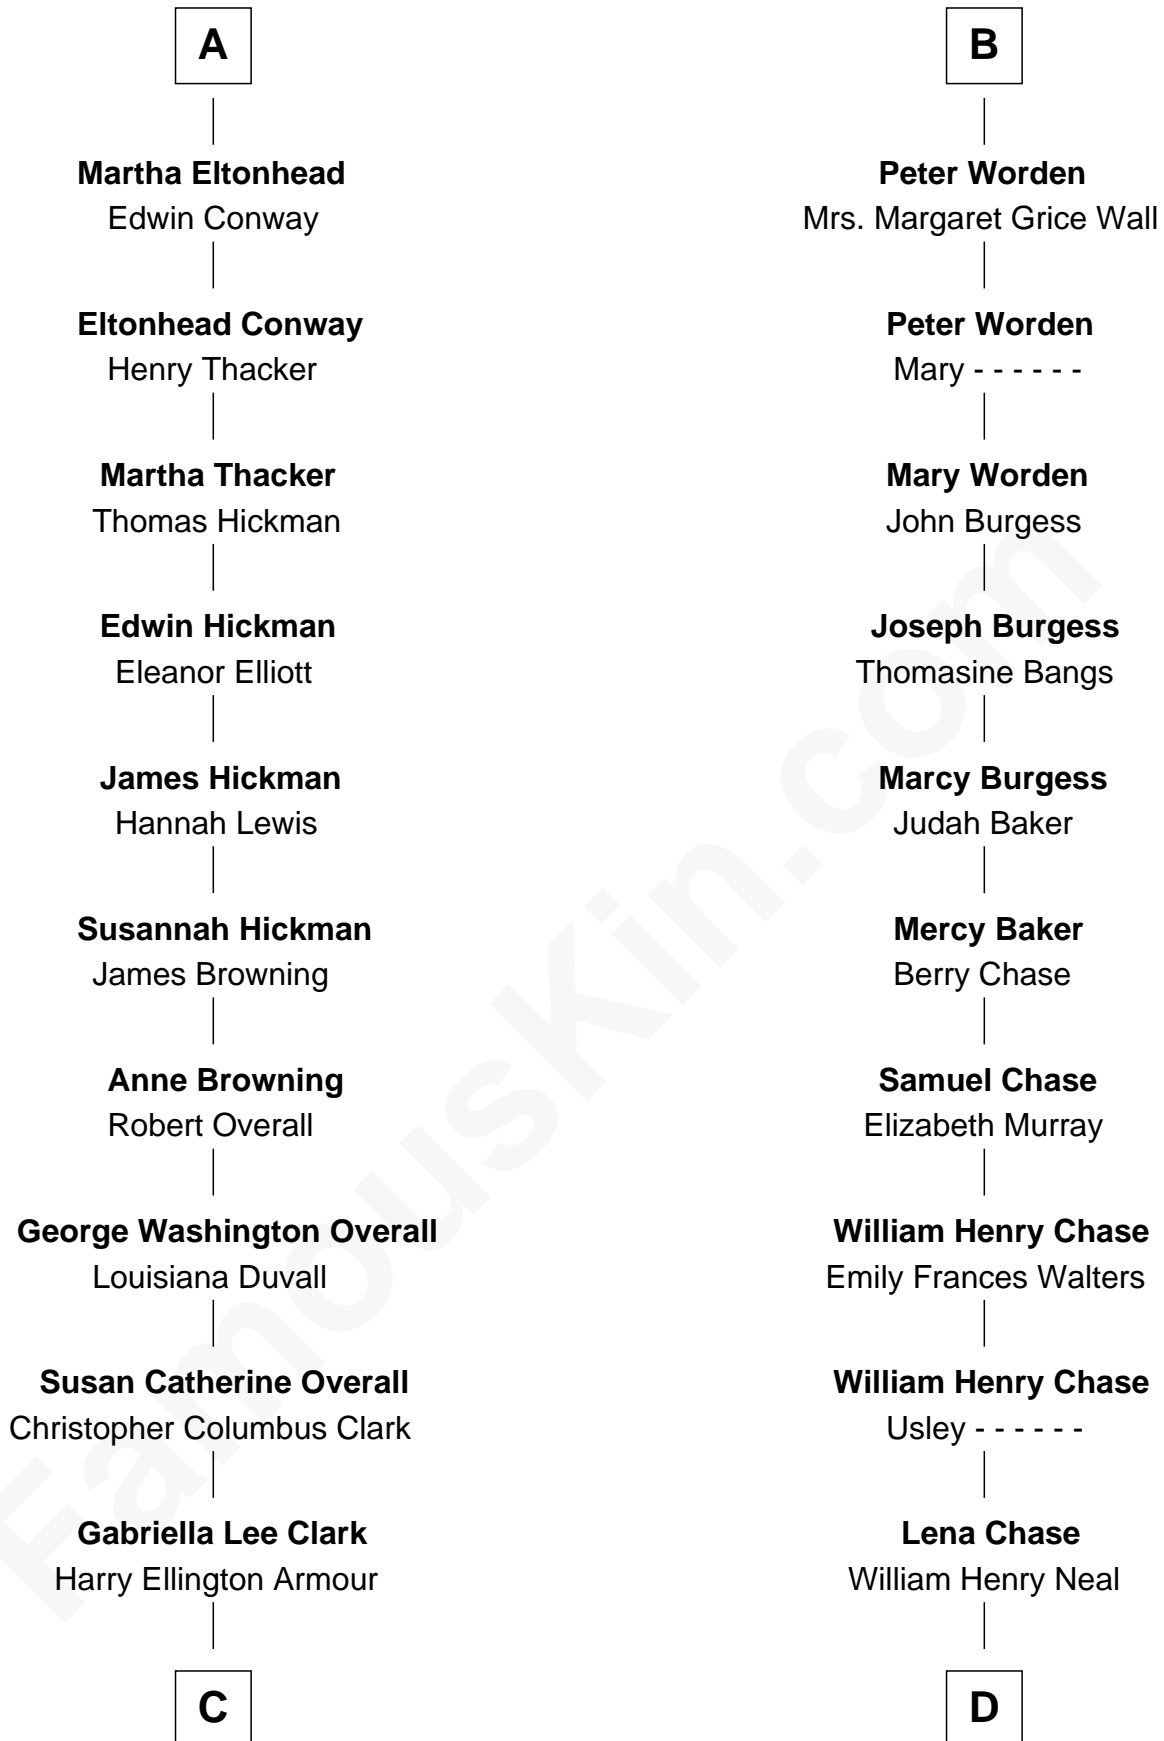 A
Martha Eltonhead
Edwin Conway
Eltonhead Conway
Henry Thacker
Martha Thacker
Thomas Hickman
Edwin Hickman
Eleanor Elliott
James Hickman
Hannah Lewis
Susannah Hickman
James Browning
Anne Browning
Robert Overall
George Washington Overall
Louisiana Duvall
Susan Catherine Overall
Christopher Columbus Clark
Gabriella Lee Clark
Harry Ellington Armour
C
B
Peter Worden
Mrs. Margaret Grice Wall
Peter Worden
Mary - - - - - -
Mary Worden
John Burgess
Joseph Burgess
Thomasine Bangs
Marcy Burgess
Judah Baker
Mercy Baker
Berry Chase
Samuel Chase
Elizabeth Murray
William Henry Chase
Emily Frances Walters
William Henry Chase
Usley - - - - - -
Lena Chase
William Henry Neal
D
FamousKin.com